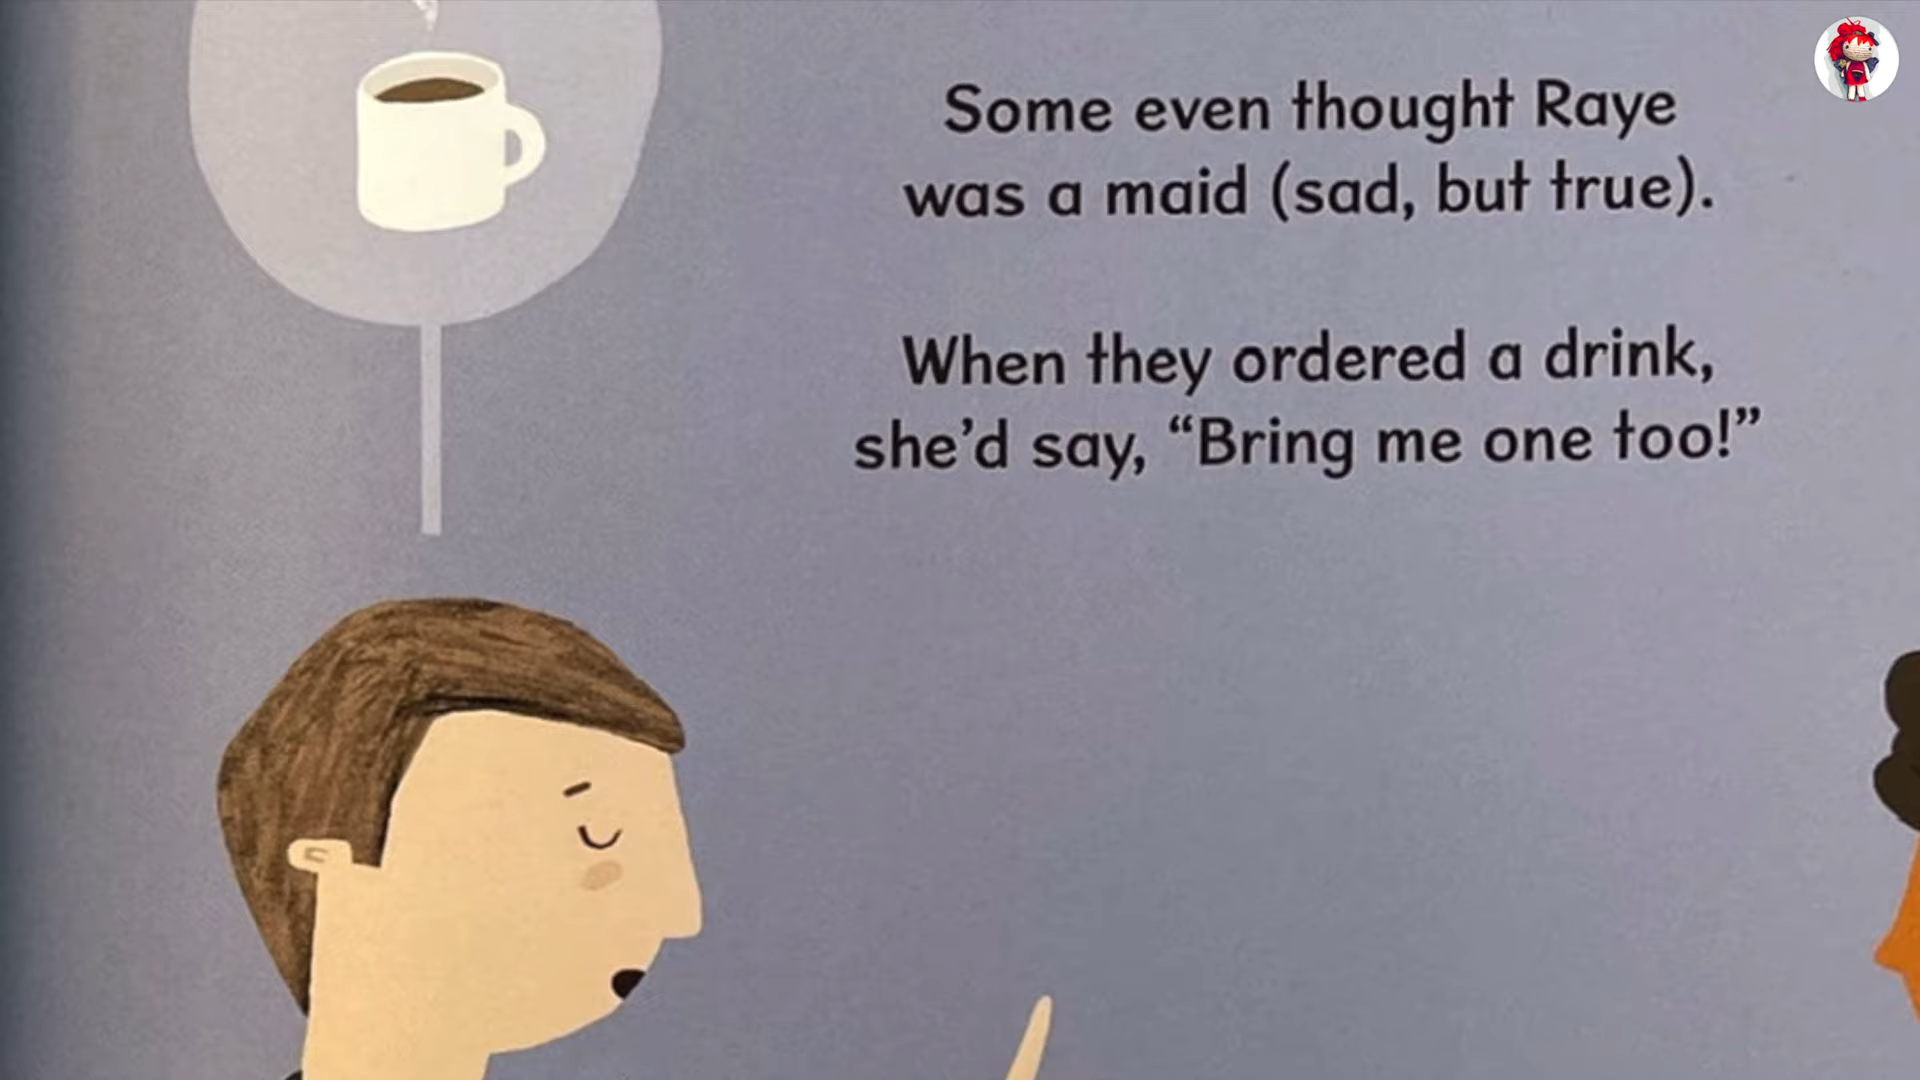 Some even thought Raye
was a maid (sad, but true).
When they ordered a drink,
she’d say, “Bring me one too!”